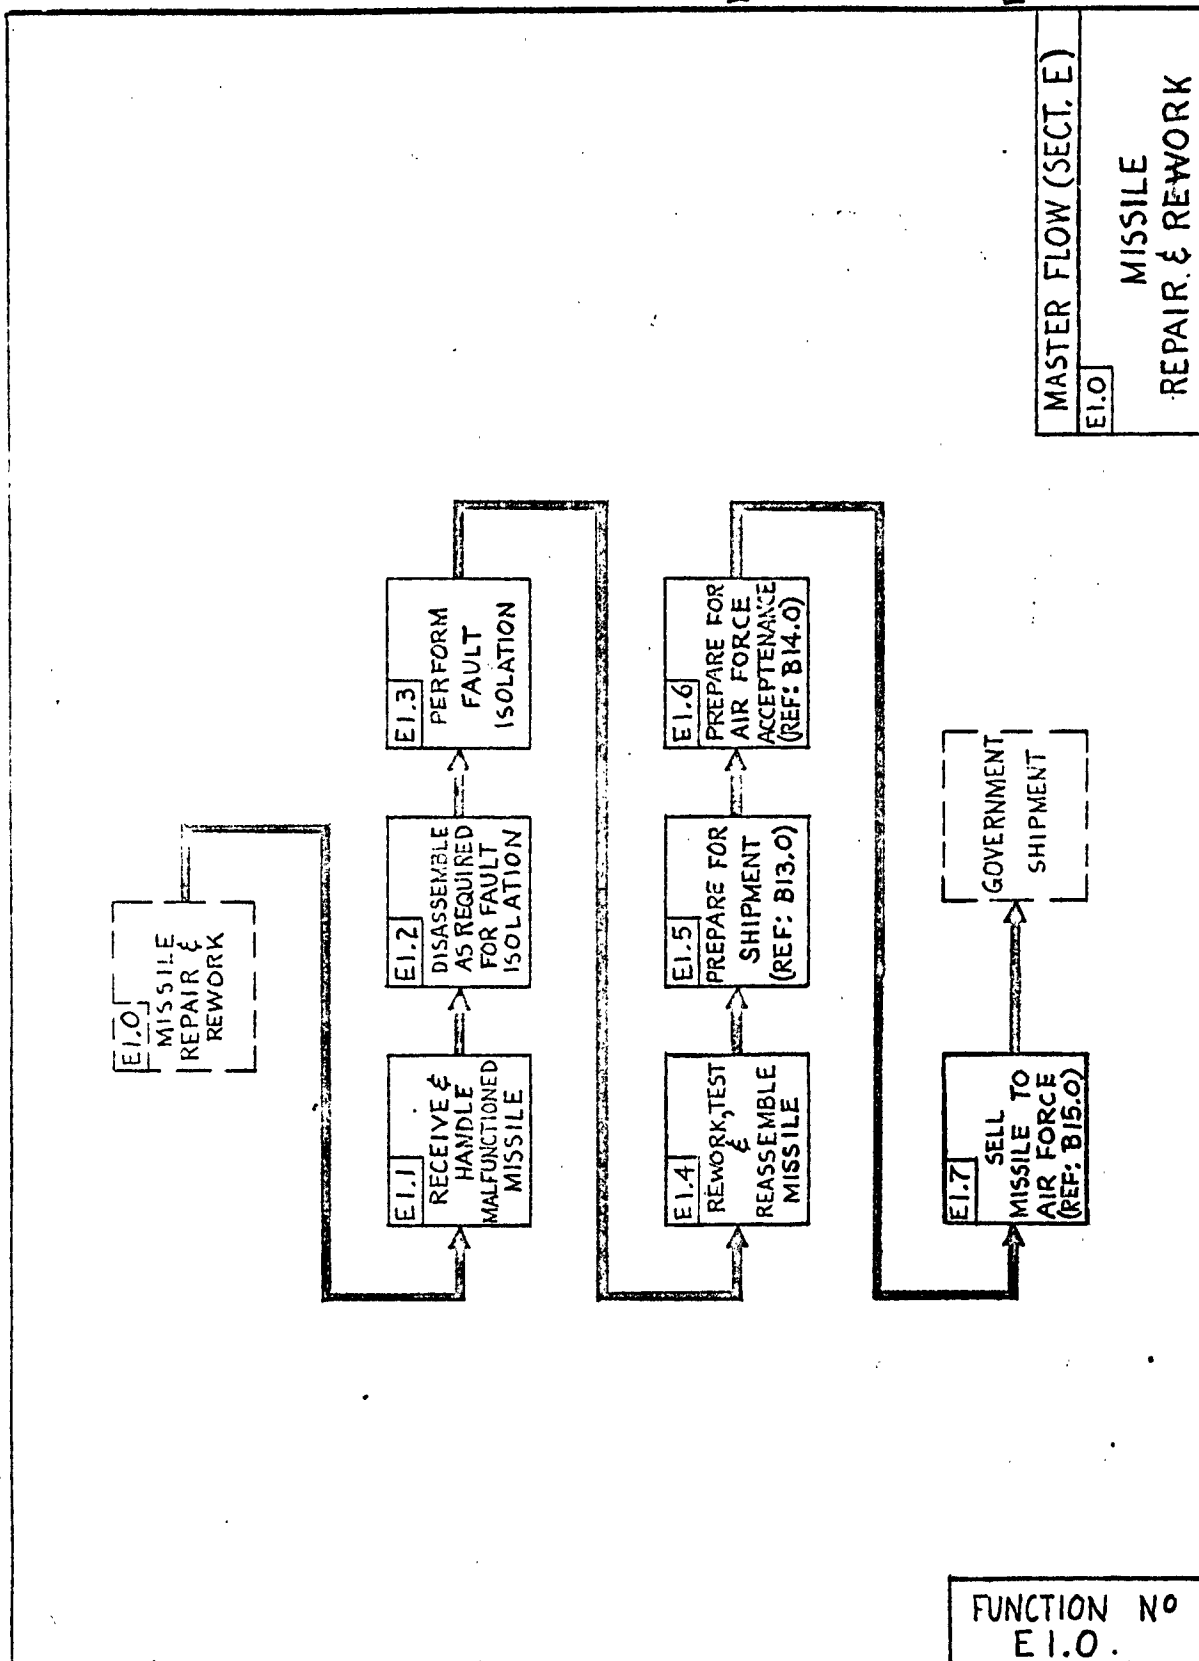 E1.0
MISSILE
REPAIR &
REWORK
E1.1
RECEIVE &
HANDLE
MALFUNCTIONED
MISSILE
E1.2
DISASSEMBLE
AS REQUIRED
FOR FAULT
ISOLATION
E1.3
PERFORM
FAULT
ISOLATION
E1.4
REWORK, TEST
&
REASSEMBLE
MISSILE
E1.5
PREPARE FOR
SHIPMENT
(REF: B13.0)
E1.6
PREPARE FOR
AIR FORCE
ACCEPTENANCE
(REF: B14.0)
E1.7
SELL
MISSILE TO
AIR FORCE
(REF: B15.0)
GOVERNMENT
SHIPMENT
MASTER FLOW (SECT. E)
E1.0
MISSILE
REPAIR. & REWORK
FUNCTION Nº
E1.0.